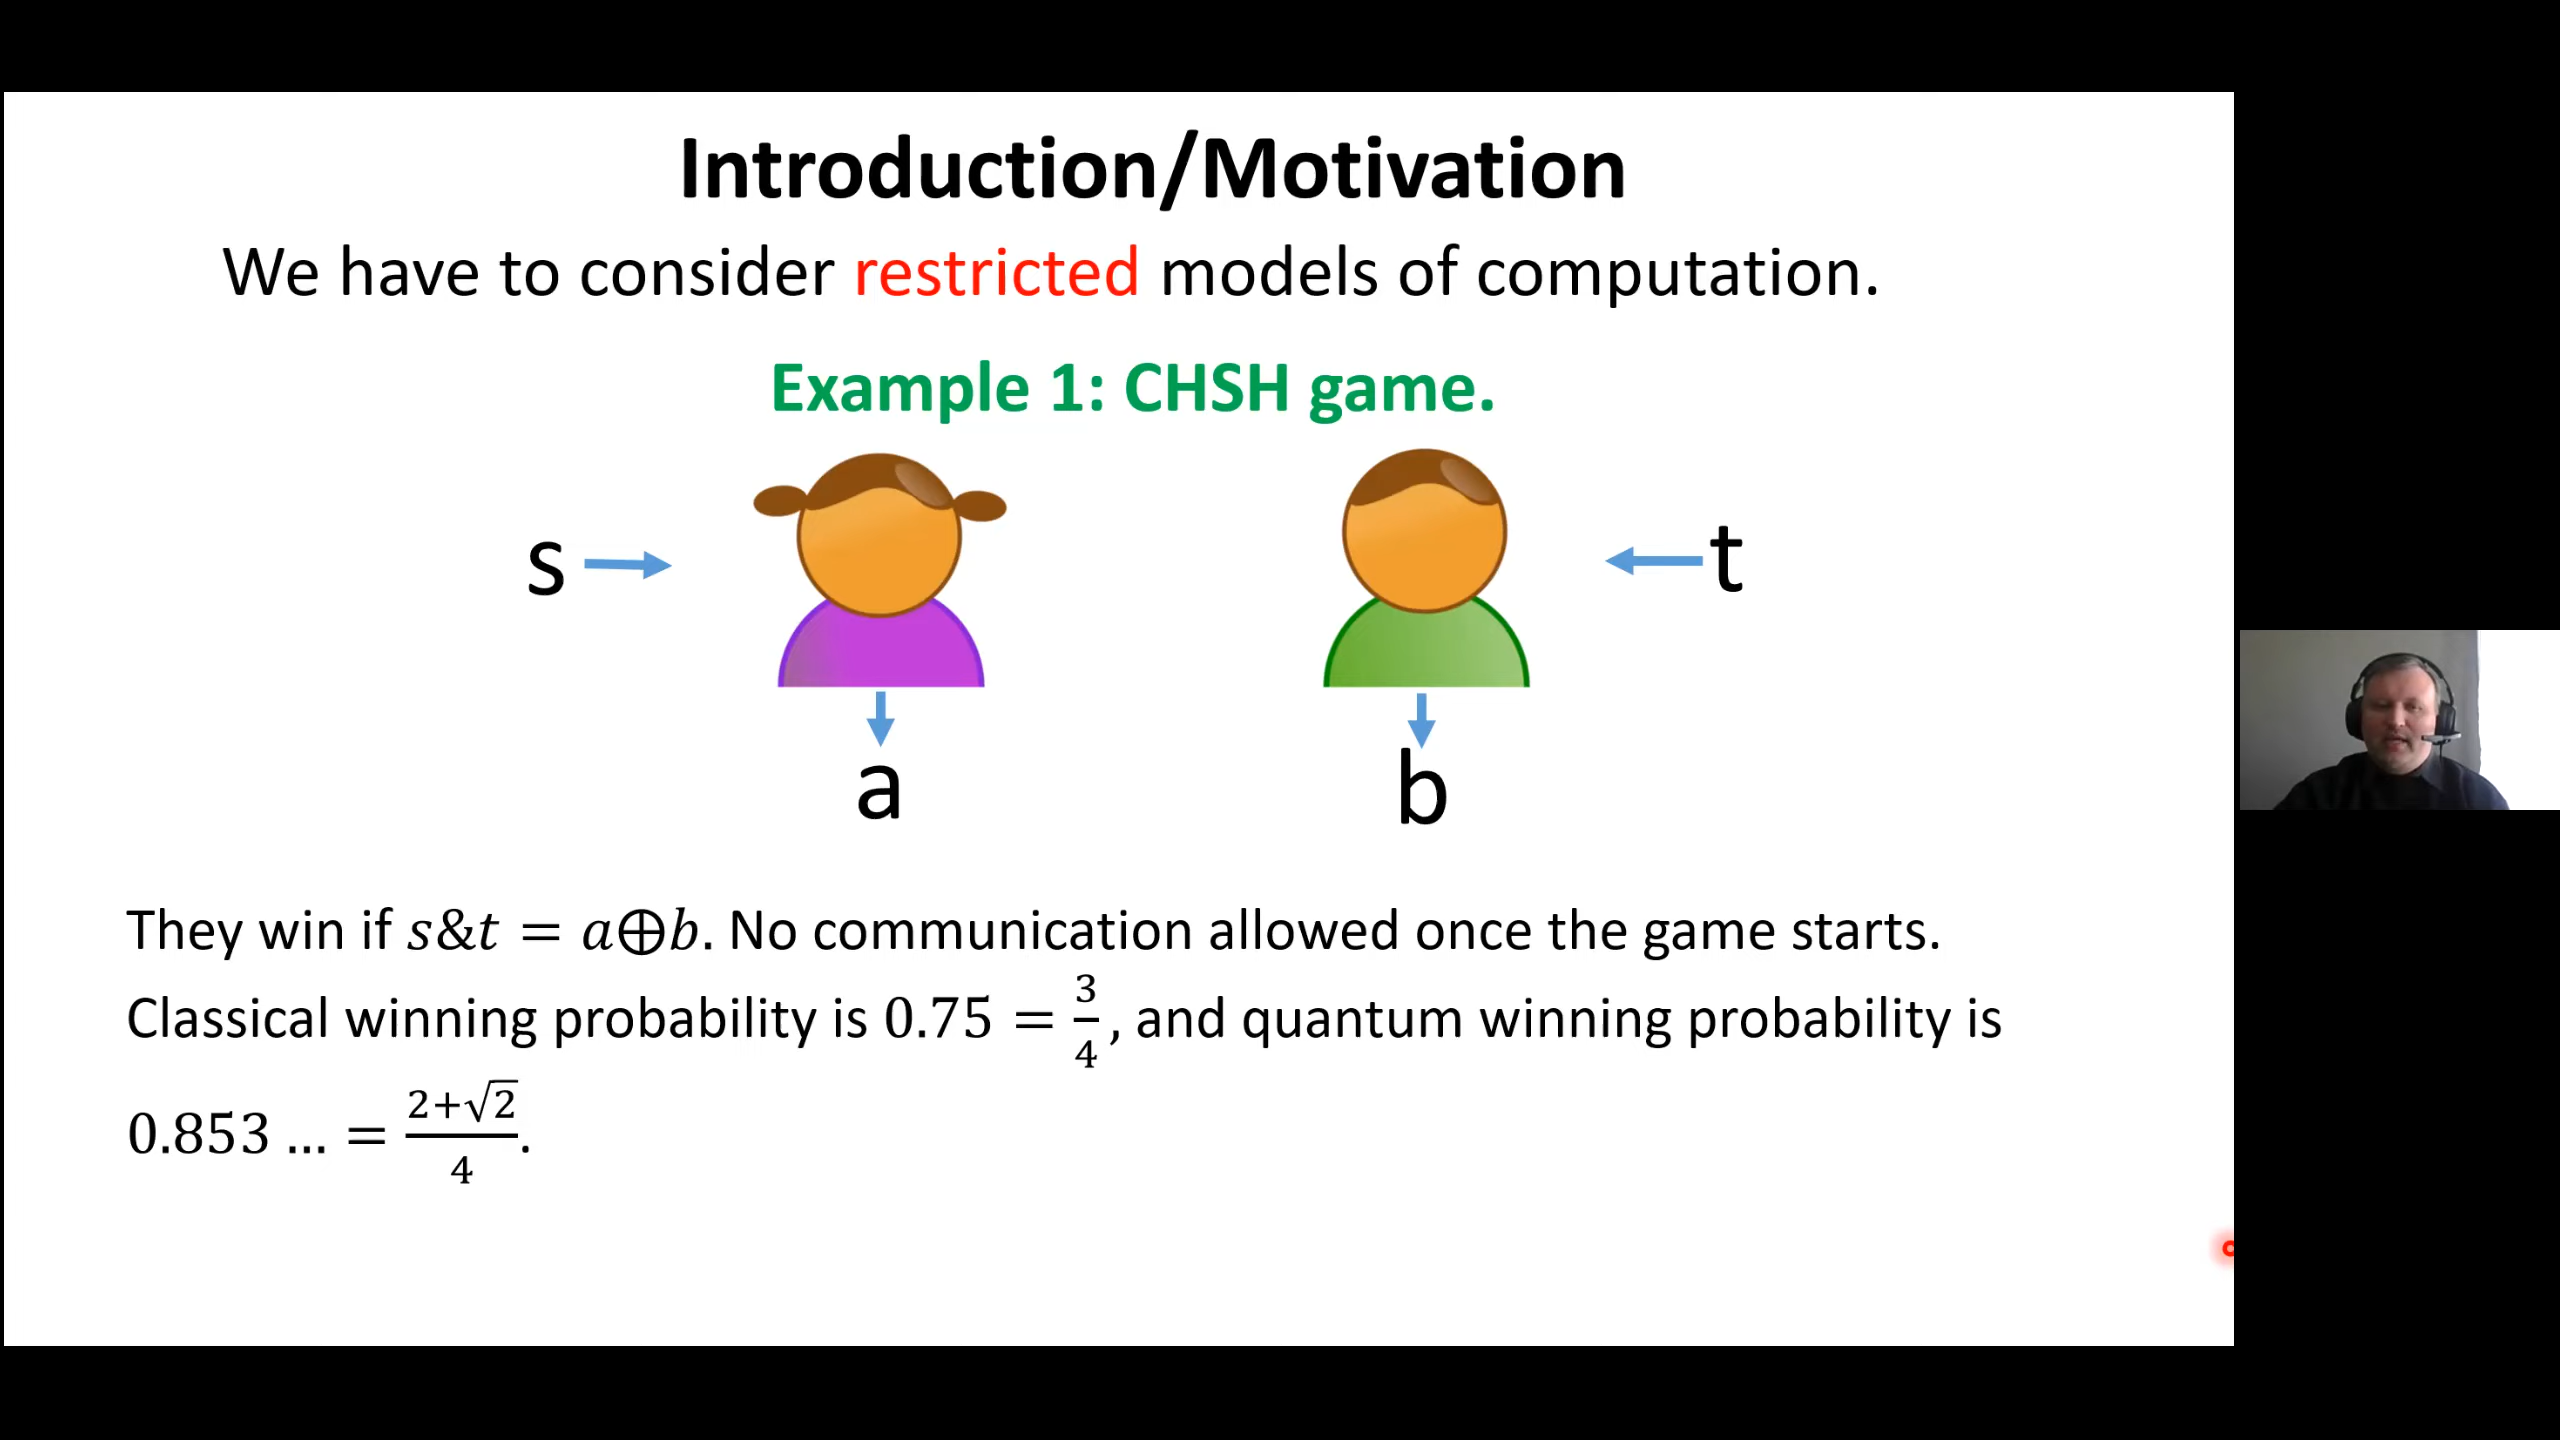 Introduction/Motivation
We have to consider restricted models of computation.
Example 1: CHSH game.
s
t
a
b
They win if s&t = a⊕b. No communication allowed once the game starts.
Classical winning probability is 0.75 = 3/4, and quantum winning probability is
0.853 ... = (2+√2)/4.